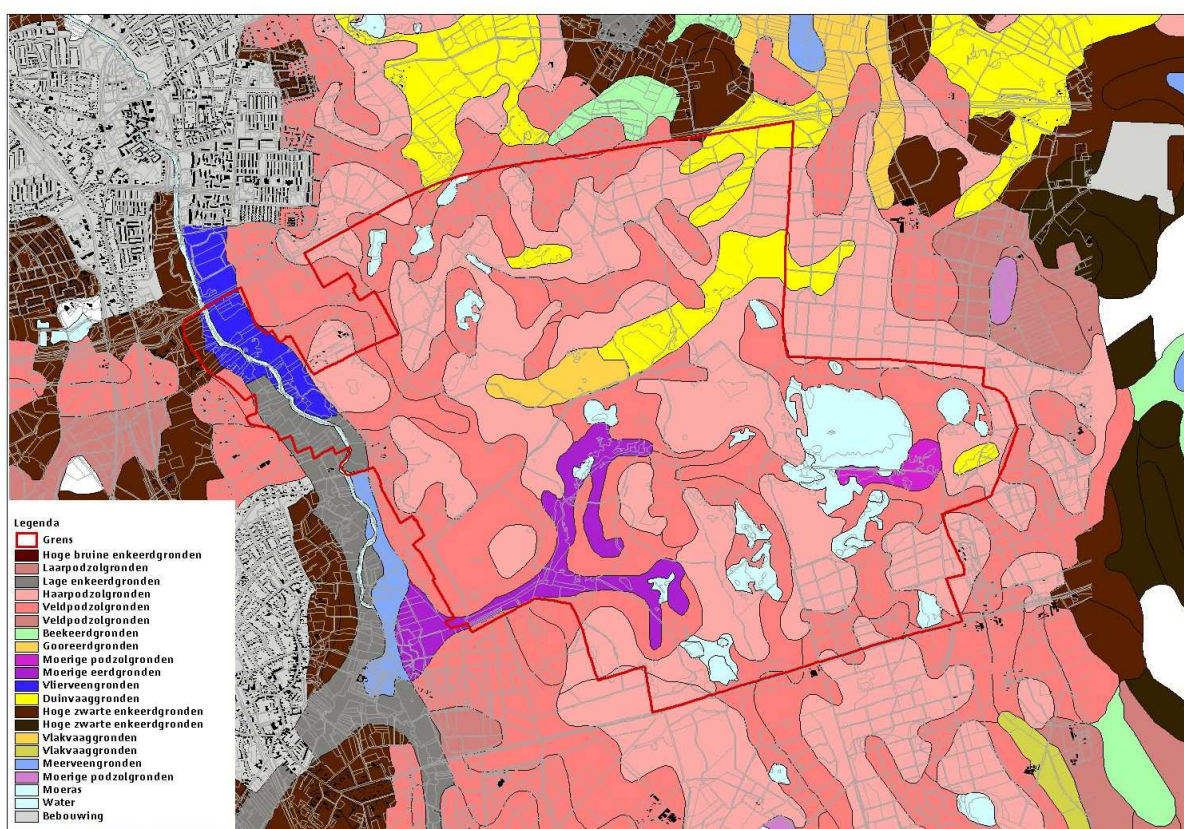 Legenda
Grens
Hoge bruine enkeerdgronden
Laarpodzolgronden
Lage enkeerdgronden
Haarpodzolgronden
Veldpodzolgronden
Veldpodzolgronden
Beekeerdgronden
Gooreerdgronden
Moerige podzolgronden
Moerige eerdgronden
Vlierveengronden
Duinvaaggronden
Hoge zwarte enkeerdgronden
Hoge zwarte enkeerdgronden
Vlakvaaggronden
Vlakvaaggronden
Meerveengronden
Moerige podzolgronden
Moeras
Water
Bebouwing